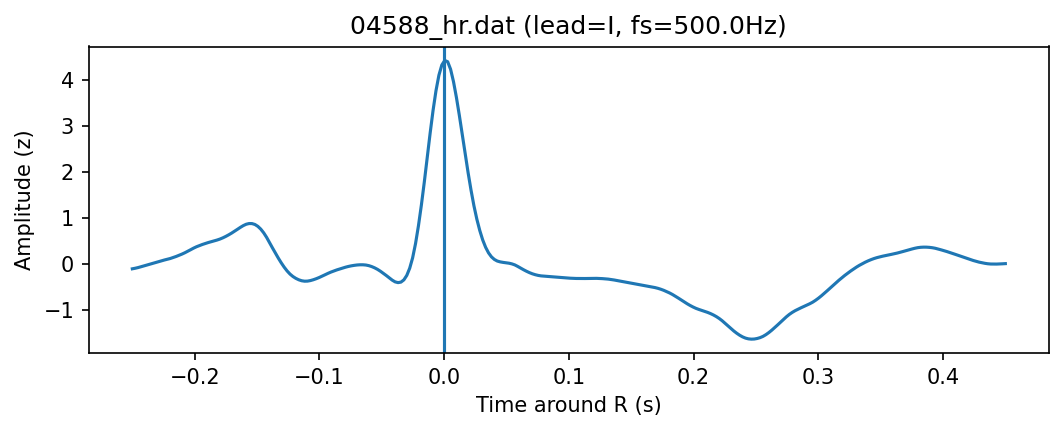 04588_hr.dat (lead=I, fs=500.0Hz)
Amplitude (z)
4
3
2
1
0
−1
−0.2 −0.1 0.0 0.1 0.2 0.3 0.4
Time around R (s)